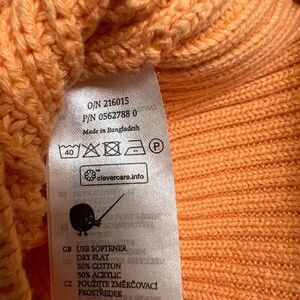 O/N 216015
P/N 0562788 0
Made in Bangladesh
40
P
clevercare.info
GB USE SOFTENER
DRY FLAT
50% COTTON
50% ACRYLIC
CZ POUŽIJTE ZMĚKČOVACÍ
PROSTŘEDEK